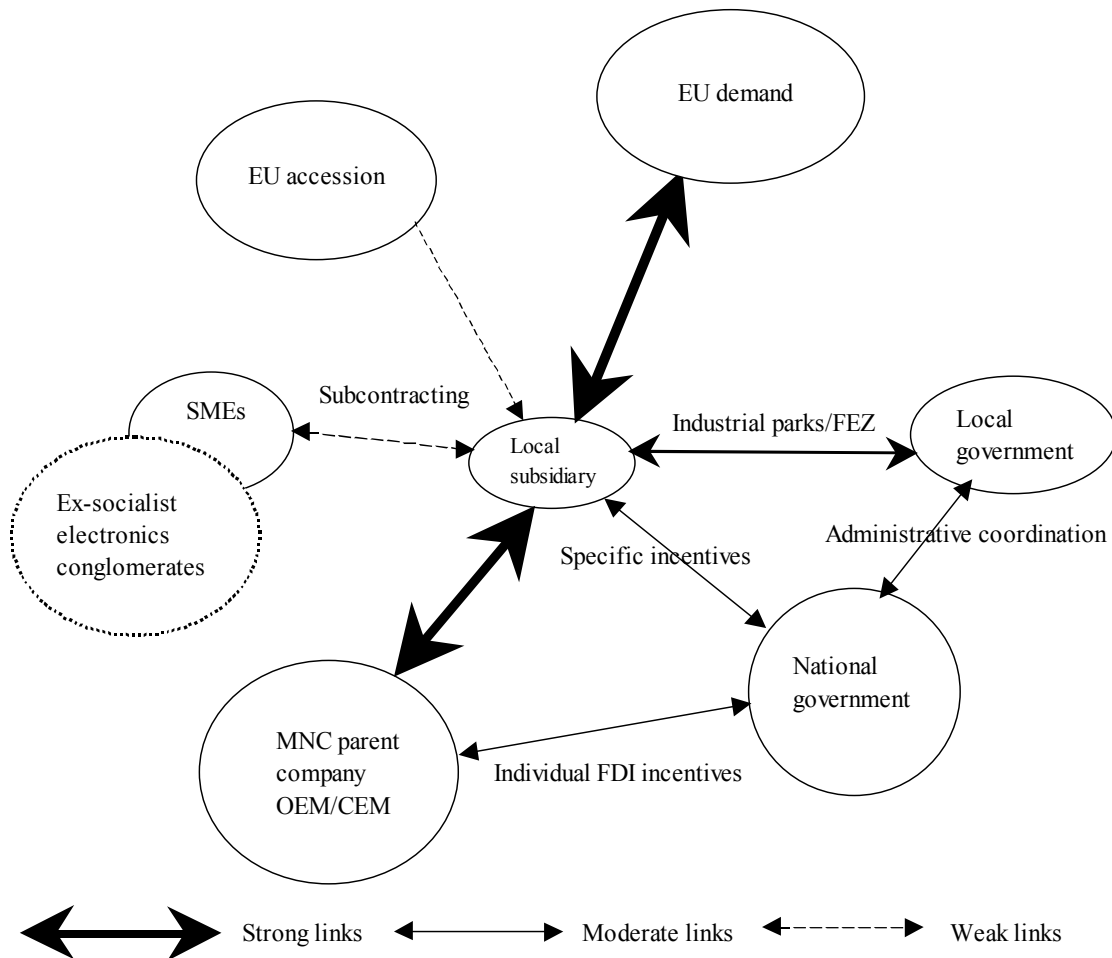 EU demand
EU accession
SMEs
Subcontracting
Local
subsidiary
Industrial parks/FEZ
Local
government
Ex-socialist
electronics
conglomerates
Specific incentives
Administrative coordination
National
government
MNC parent
company
OEM/CEM
Individual FDI incentives
Strong links
Moderate links
Weak links